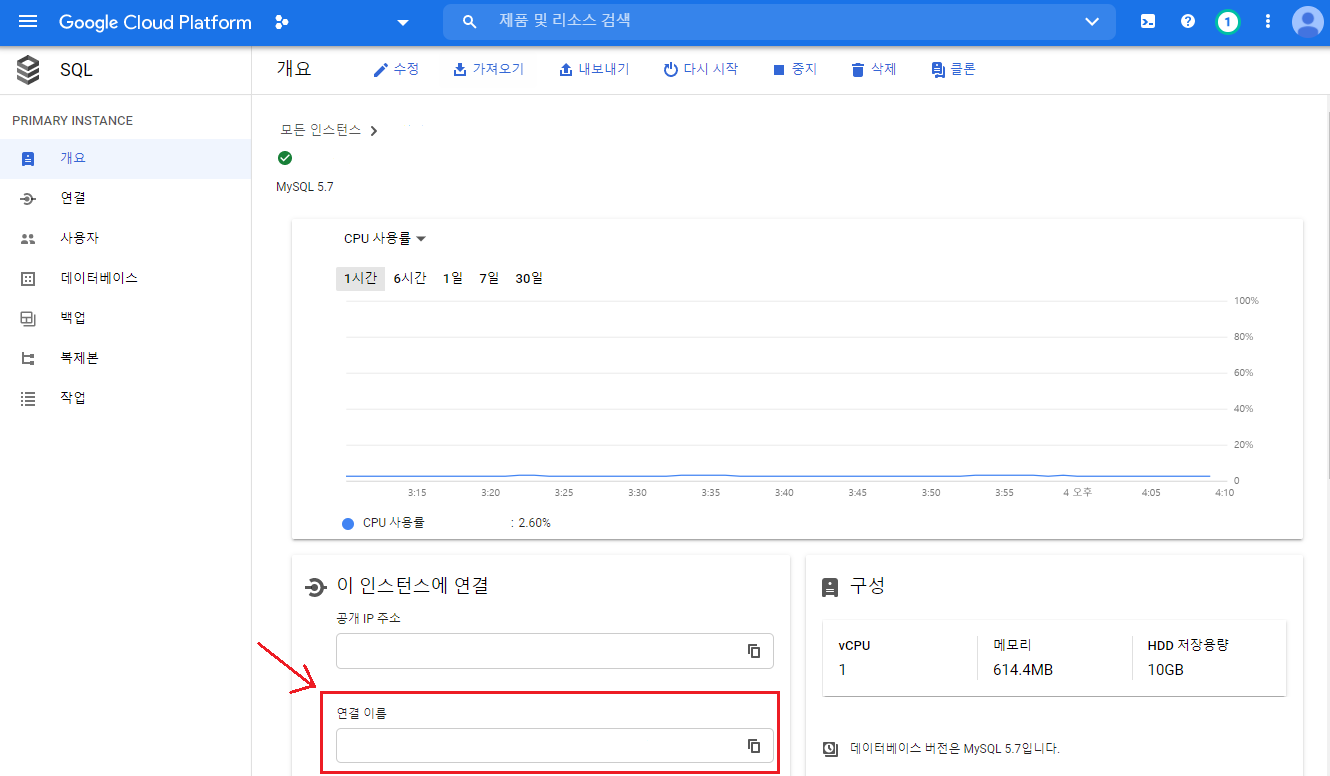 Google Cloud Platform
제품 및 리소스 검색
1
SQL
개요
수정
가져오기
내보내기
다시 시작
중지
삭제
클론
PRIMARY INSTANCE
개요
연결
사용자
데이터베이스
백업
복제본
작업
모든 인스턴스
MySQL 5.7
CPU 사용률
1시간 6시간 1일 7일 30일
100%
80%
60%
40%
20%
0
3:15 3:20 3:25 3:30 3:35 3:40 3:45 3:50 3:55 4 오후 4:05 4:10
CPU 사용률 : 2.60%
이 인스턴스에 연결
공개 IP 주소
연결 이름
구성
vCPU 메모리 HDD 저장용량
1 614.4MB 10GB
데이터베이스 버전은 MySQL 5.7입니다.